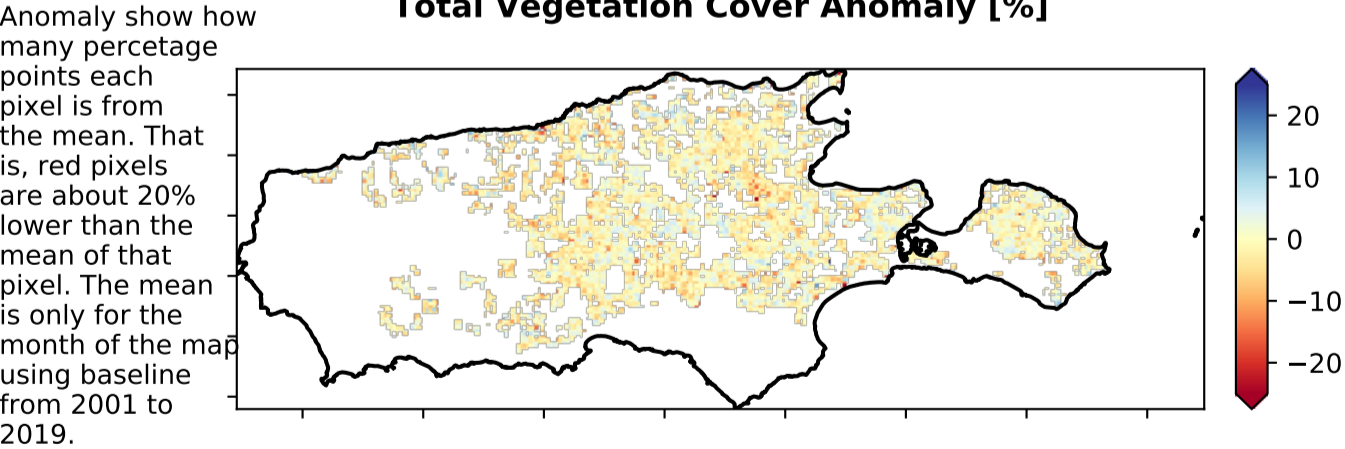 Total Vegetation Cover Anomaly [%]
Anomaly show how
many percetage
points each
pixel is from
the mean. That
is, red pixels
are about 20%
lower than the
mean of that
pixel. The mean
is only for the
month of the map
using baseline
from 2001 to
2019.
20
10
0
−10
−20